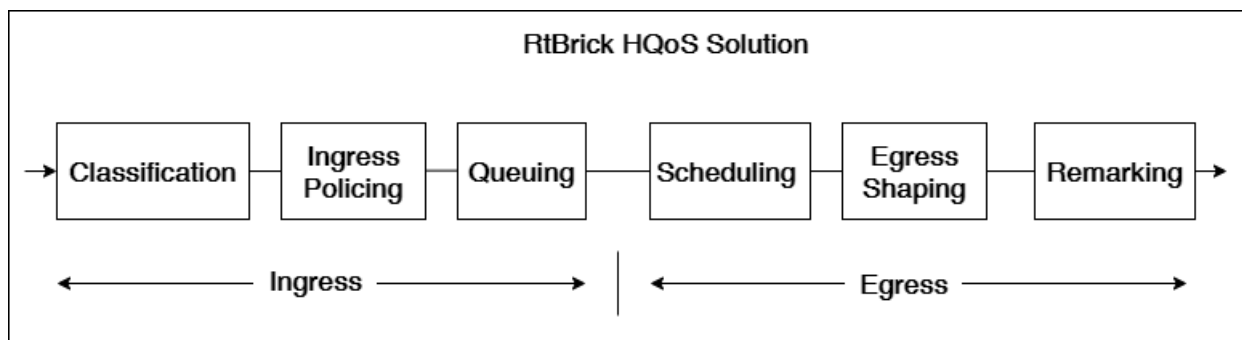 RtBrick HQoS Solution
Classification
Ingress
Policing
Queuing
Scheduling
Egress
Shaping
Remarking
Ingress
Egress